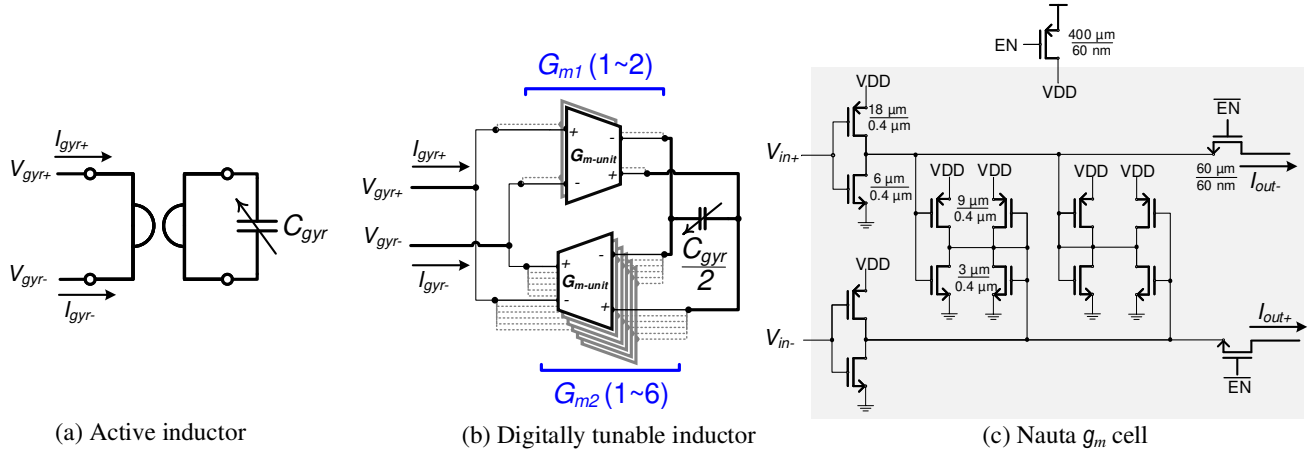 I_gyr+
V_gyr+
C_gyr
V_gyr-
I_gyr-
(a) Active inductor
G_m1 (1~2)
I_gyr+
V_gyr+
+ -
G_m-unit
- +
V_gyr-
C_gyr
2
I_gyr-
+ -
G_m-unit
- +
G_m2 (1~6)
(b) Digitally tunable inductor
EN
400 µm
60 nm
VDD
VDD
18 µm
0.4 µm
V_in+
6 µm
0.4 µm
EN
60 µm
60 nm
I_out-
VDD VDD VDD VDD
9 µm
0.4 µm
3 µm
0.4 µm
VDD
V_in-
I_out+
EN
(c) Nauta g_m cell